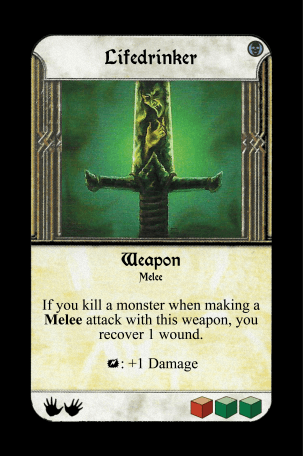 Lifedrinker
Weapon
Melee
If you kill a monster when making a
Melee attack with this weapon, you
recover 1 wound.
: +1 Damage